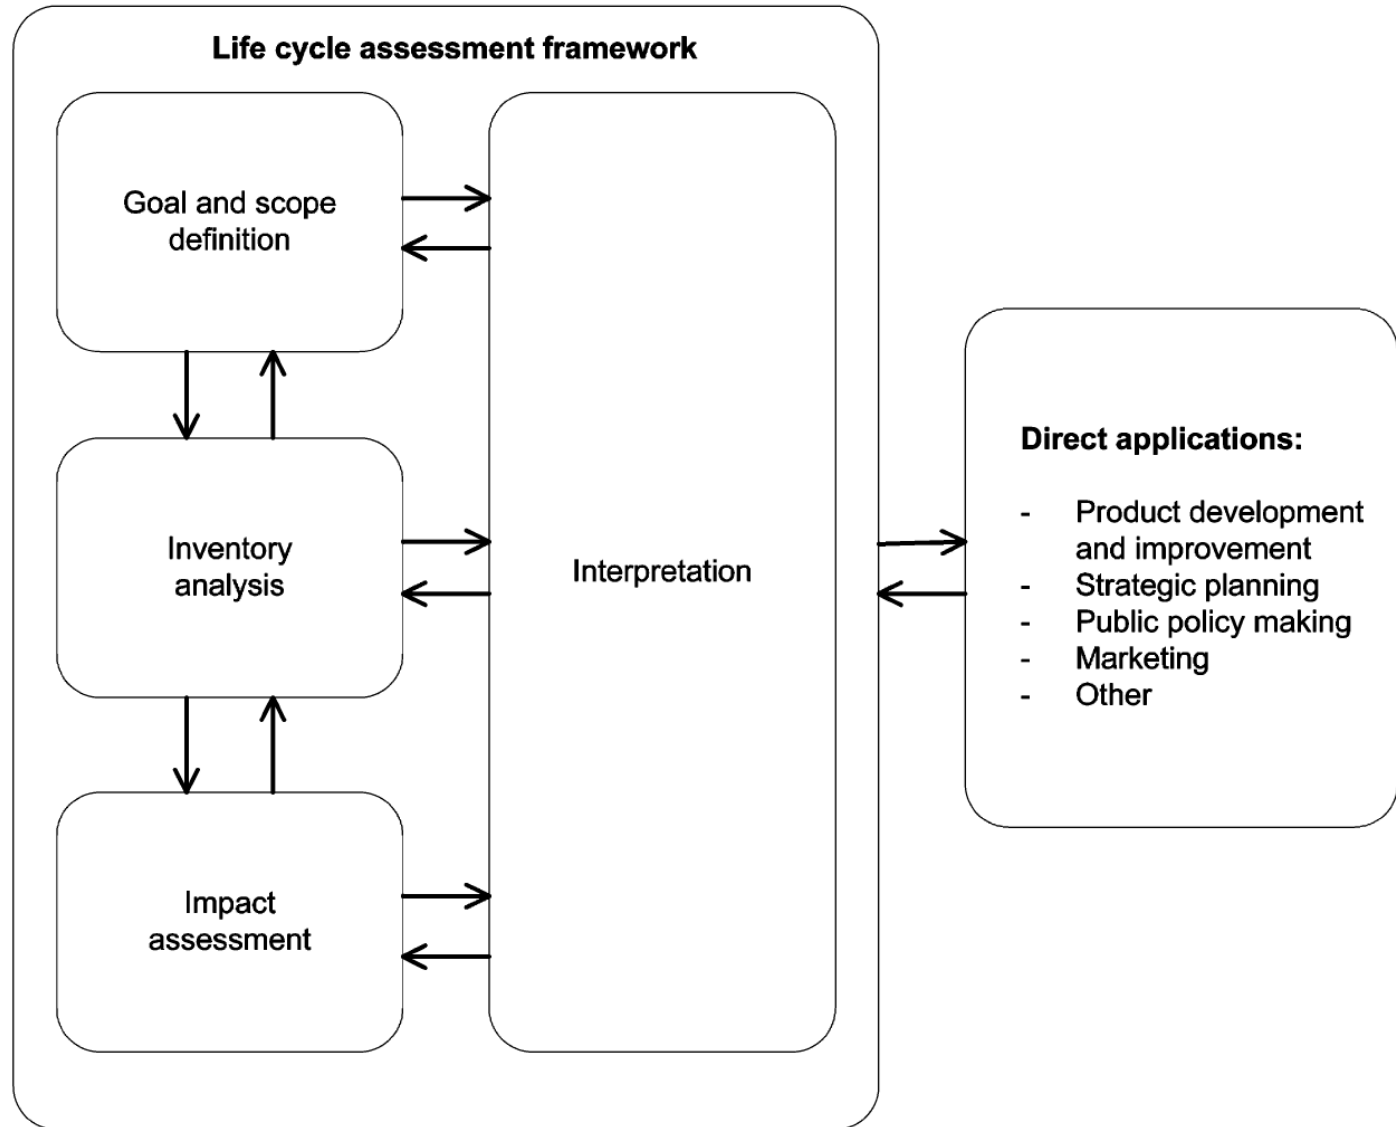 Life cycle assessment framework
Goal and scope
definition
Inventory
analysis
Impact
assessment
Interpretation
Direct applications:
- Product development
and improvement
- Strategic planning
- Public policy making
- Marketing
- Other